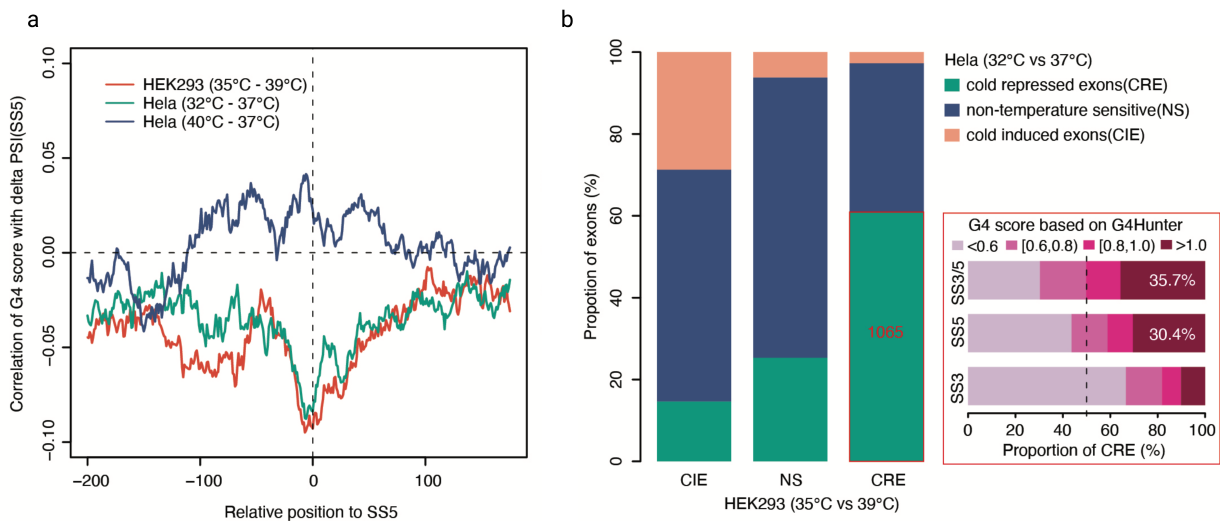 a
Correlation of G4 score with delta PSI(SS5)
0.10
0.05
0.00
−0.05
−0.10
HEK293 (35°C - 39°C)
Hela (32°C - 37°C)
Hela (40°C - 37°C)
−200
−100
0
100
Relative position to SS5
b
Propotion of exons (%)
100
80
60
40
20
0
1065
CIE
NS
CRE
HEK293 (35°C vs 39°C)
Hela (32°C vs 37°C)
cold repressed exons(CRE)
non-temperature sensitive(NS)
cold induced exons(CIE)
G4 score based on G4Hunter
<0.6 [0.6,0.8) [0.8,1.0) >1.0
SS3/5
35.7%
SS5
30.4%
SS3
0 20 40 60 80 100
Proportion of CRE (%)